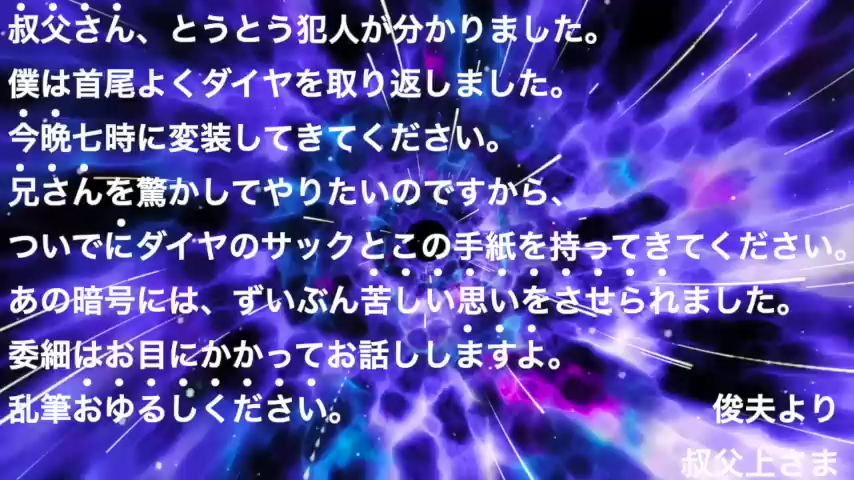 叔父さん、とうとう犯人が分かりました。
僕は首尾よくダイヤを取り返しました。
今晩七時に変装してきてください。
兄さんを驚かしてやりたいのですから、
ついでにダイヤのサックとこの手紙を持ってきてください。
あの暗号には、ずいぶん苦しい思いをさせられました。
委細はお目にかかってお話ししますよ。
乱筆おゆるしください。
俊夫より
叔父上さま